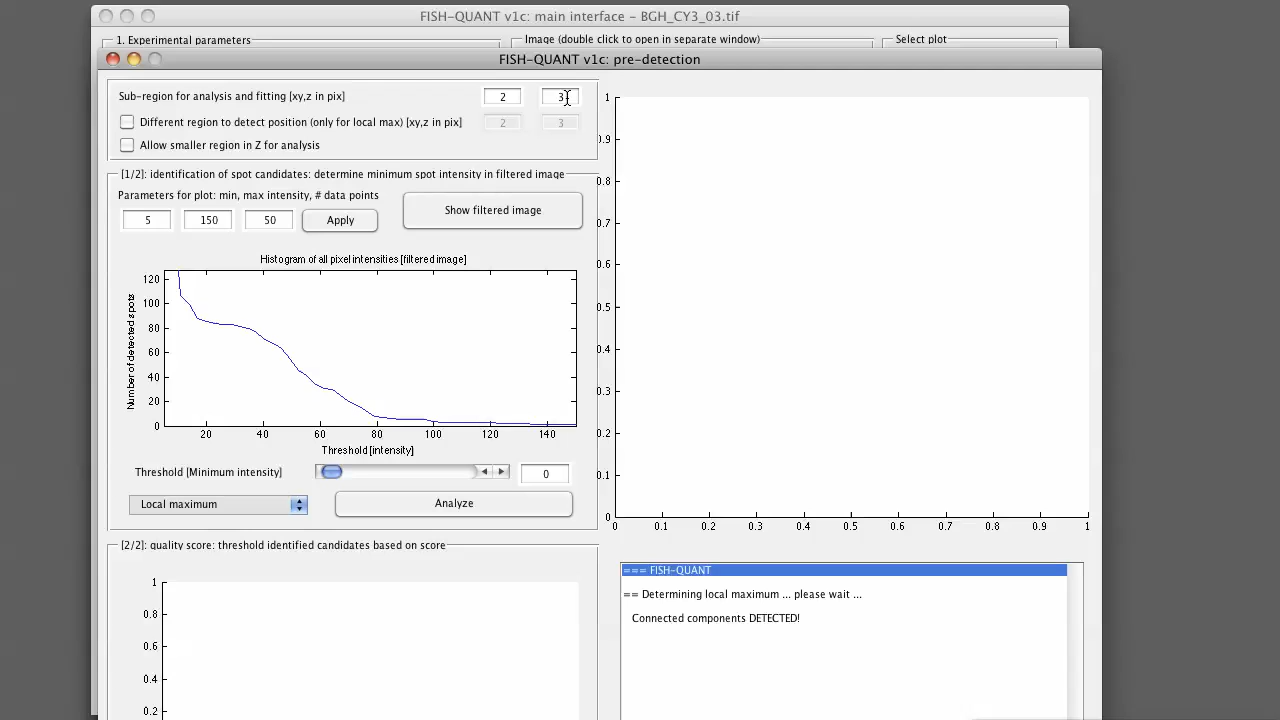 FISH-QUANT v1c: main interface - BGH_CY3_03.tif
1. Experimental parameters
Image (double click to open in separate window)
Select plot
FISH-QUANT v1c: pre-detection
Sub-region for analysis and fitting [xy,z in pix]
2
3
Different region to detect position (only for local max) [xy,z in pix]
2
3
Allow smaller region in Z for analysis
[1/2]: identification of spot candidates: determine minimum spot intensity in filtered image
Parameters for plot: min, max intensity, # data points
5
150
50
Apply
Show filtered image
Histogram of all pixel intensities [filtered image]
Number of detected spots
120
100
80
60
40
20
0
20 40 60 80 100 120 140
Threshold [intensity]
Threshold [Minimum intensity]
0
Local maximum
Analyze
[2/2]: quality score: threshold identified candidates based on score
1
0.8
0.6
0.4
0.2
1
0.9
0.8
0.7
0.6
0.5
0.4
0.3
0.2
0.1
0
0 0.1 0.2 0.3 0.4 0.5 0.6 0.7 0.8 0.9 1
=== FISH-QUANT
== Determining local maximum ... please wait ...
Connected components DETECTED!